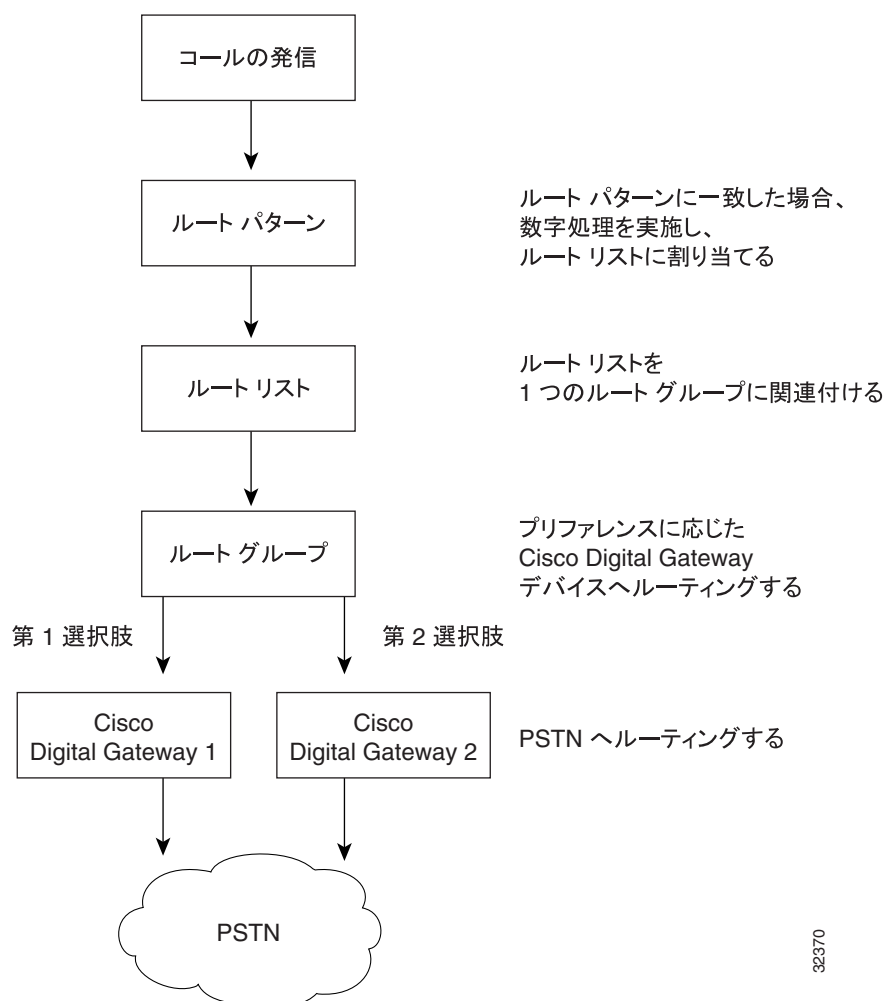 コールの発信
ルート パターン
ルート パターンに一致した場合、
数字処理を実施し、
ルート リストに割り当てる
ルート リスト
ルート リストを
1 つのルート グループに関連付ける
ルート グループ
プリファレンスに応じた
Cisco Digital Gateway
デバイスへルーティングする
第 1 選択肢
第 2 選択肢
Cisco
Digital Gateway 1
Cisco
Digital Gateway 2
PSTN へルーティングする
PSTN
32370